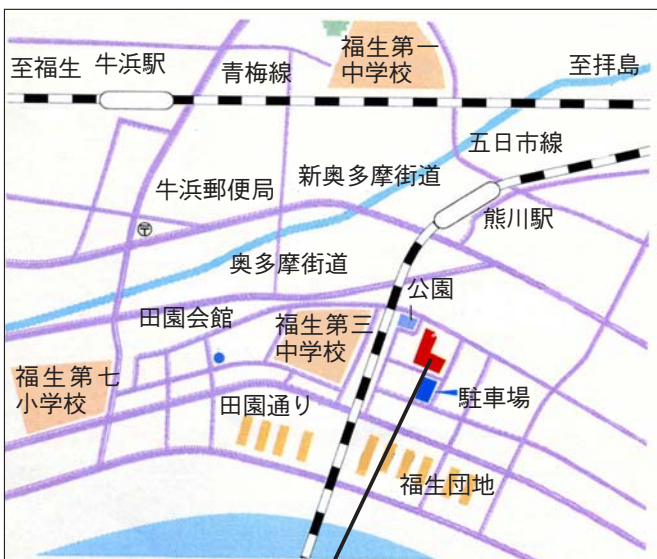 福生第一
中学校
至福生
牛浜駅
青梅線
至拝島
五日市線
新奥多摩街道
牛浜郵便局
〒
熊川駅
奥多摩街道
公園
田園会館
福生第三
中学校
福生第七
小学校
駐車場
田園通り
福生団地